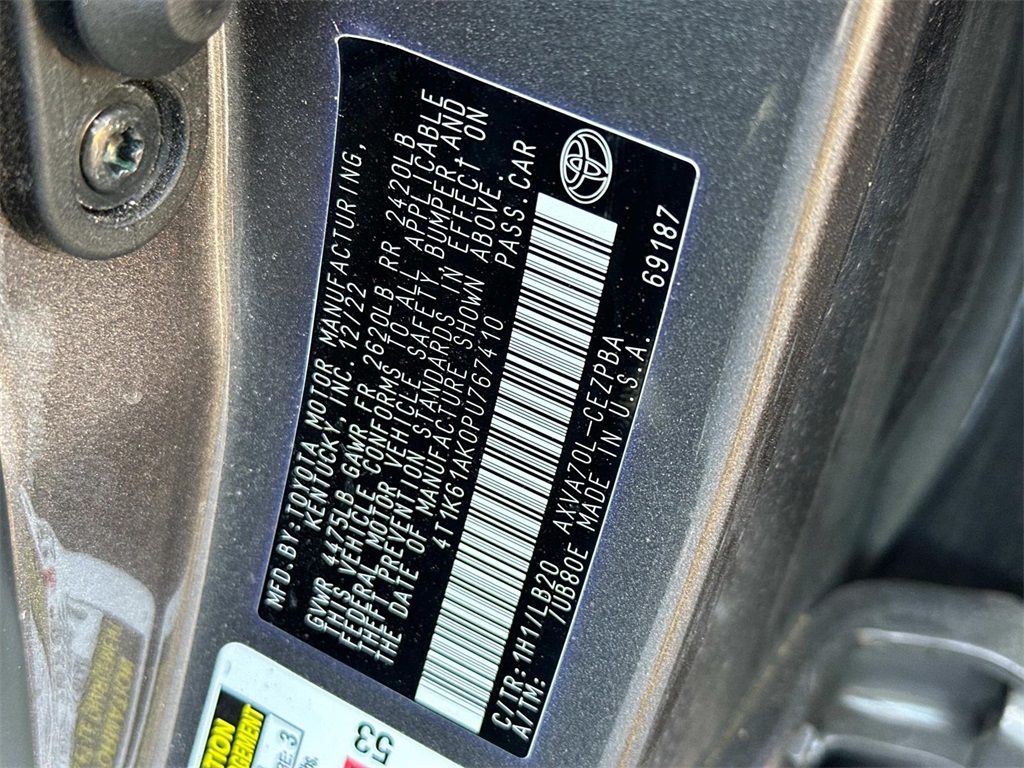 MFD.BY:TOYOTA MOTOR MANUFACTURING,
KENTUCKY, INC. 12/22
GVWR 4475LB GAWR FR 2620LB RR 2420LB
THIS VEHICLE CONFORMS TO ALL APPLICABLE
FEDERAL MOTOR VEHICLE SAFETY, BUMPER, AND
THEFT PREVENTION STANDARDS IN EFFECT ON
THE DATE OF MANUFACTURE SHOWN ABOVE.
4T1K61AK0PU767410 PASS.CAR
C/TR:1H1/LB20 AXVA70L-CEZPBA
A/TM: 7UB80E MADE IN U.S.A. 69187
53
3